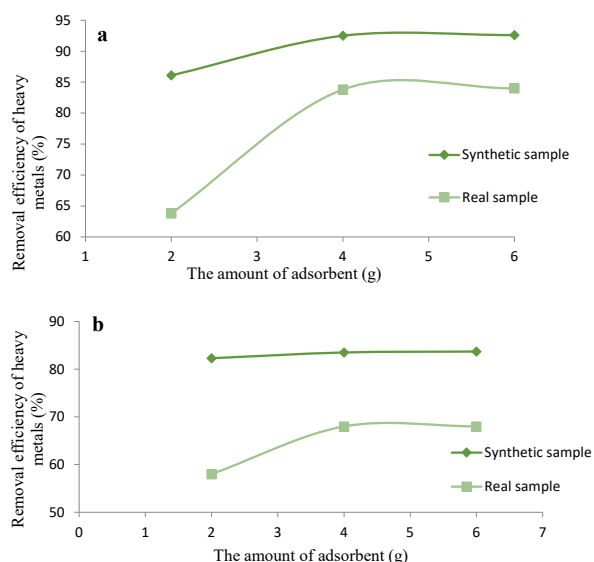 a
95
90
85
80
75
70
65
60
1 2 3 4 5 6
Removal efficiency of heavy
metals (%)
The amount of adsorbent (g)
Synthetic sample
Real sample
b
90
80
70
60
50
0 1 2 3 4 5 6 7
Removal efficiency of heavy
metals (%)
The amount of adsorbent (g)
Synthetic sample
Real sample